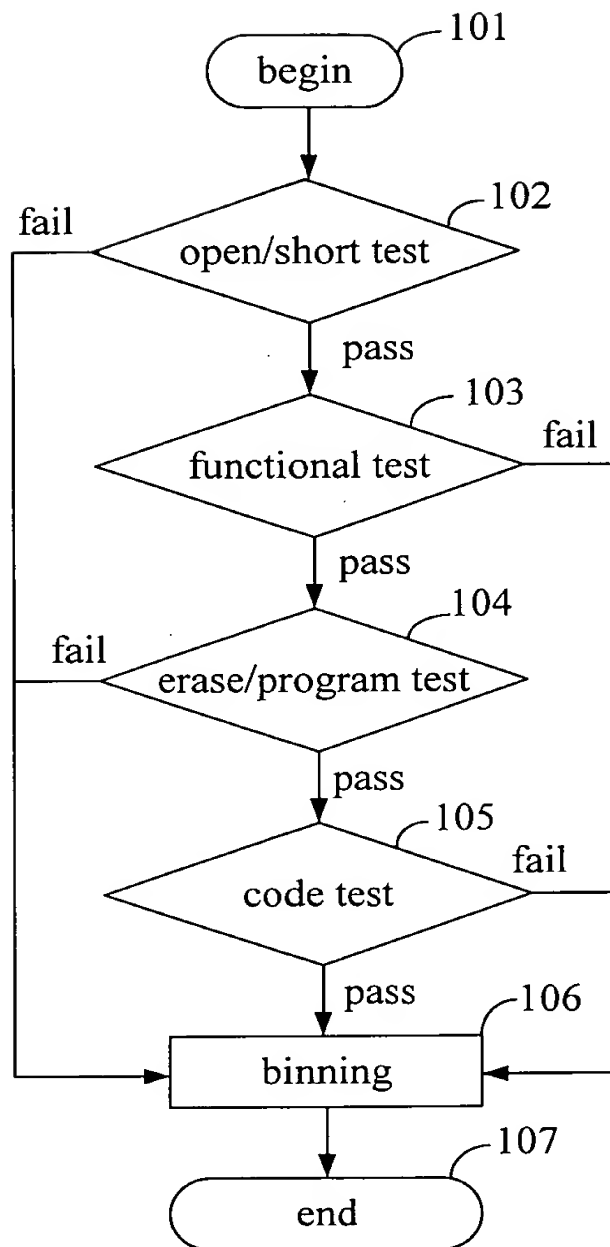 101
begin
102
fail
open/short test
pass
103
fail
functional test
pass
104
fail
erase/program test
pass
105
fail
code test
pass
106
binning
107
end